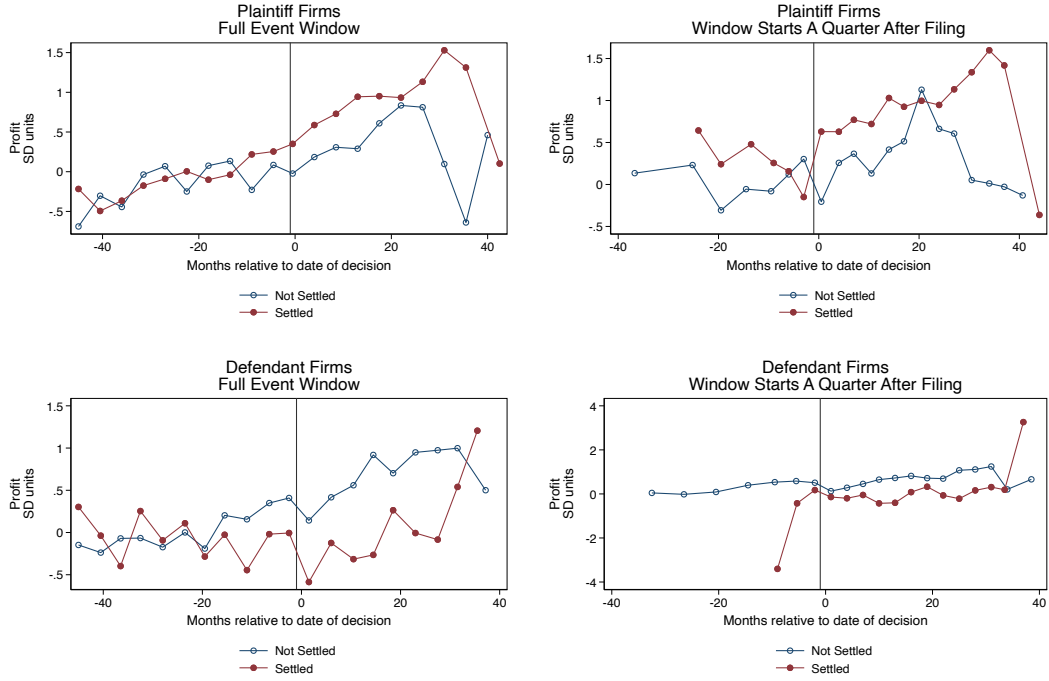 Plaintiff Firms
Full Event Window
1.5
1
.5
0
-.5
Profit
SD units
-40
-20
0
20
40
Months relative to date of decision
Not Settled
Settled
Plaintiff Firms
Window Starts A Quarter After Filing
1.5
1
.5
0
-.5
Profit
SD units
-40
-20
0
20
40
Months relative to date of decision
Not Settled
Settled
Defendant Firms
Full Event Window
1.5
1
.5
0
-.5
Profit
SD units
-40
-20
0
20
40
Months relative to date of decision
Not Settled
Settled
Defendant Firms
Window Starts A Quarter After Filing
4
2
0
-2
-4
Profit
SD units
-40
-20
0
20
40
Months relative to date of decision
Not Settled
Settled